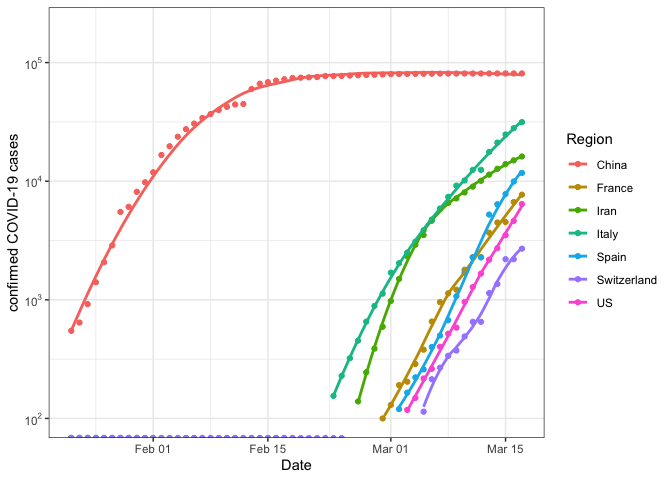 confirmed COVID-19 cases
10^5
10^4
10^3
10^2
Feb 01
Feb 15
Mar 01
Mar 15
Date
Region
China
France
Iran
Italy
Spain
Switzerland
US